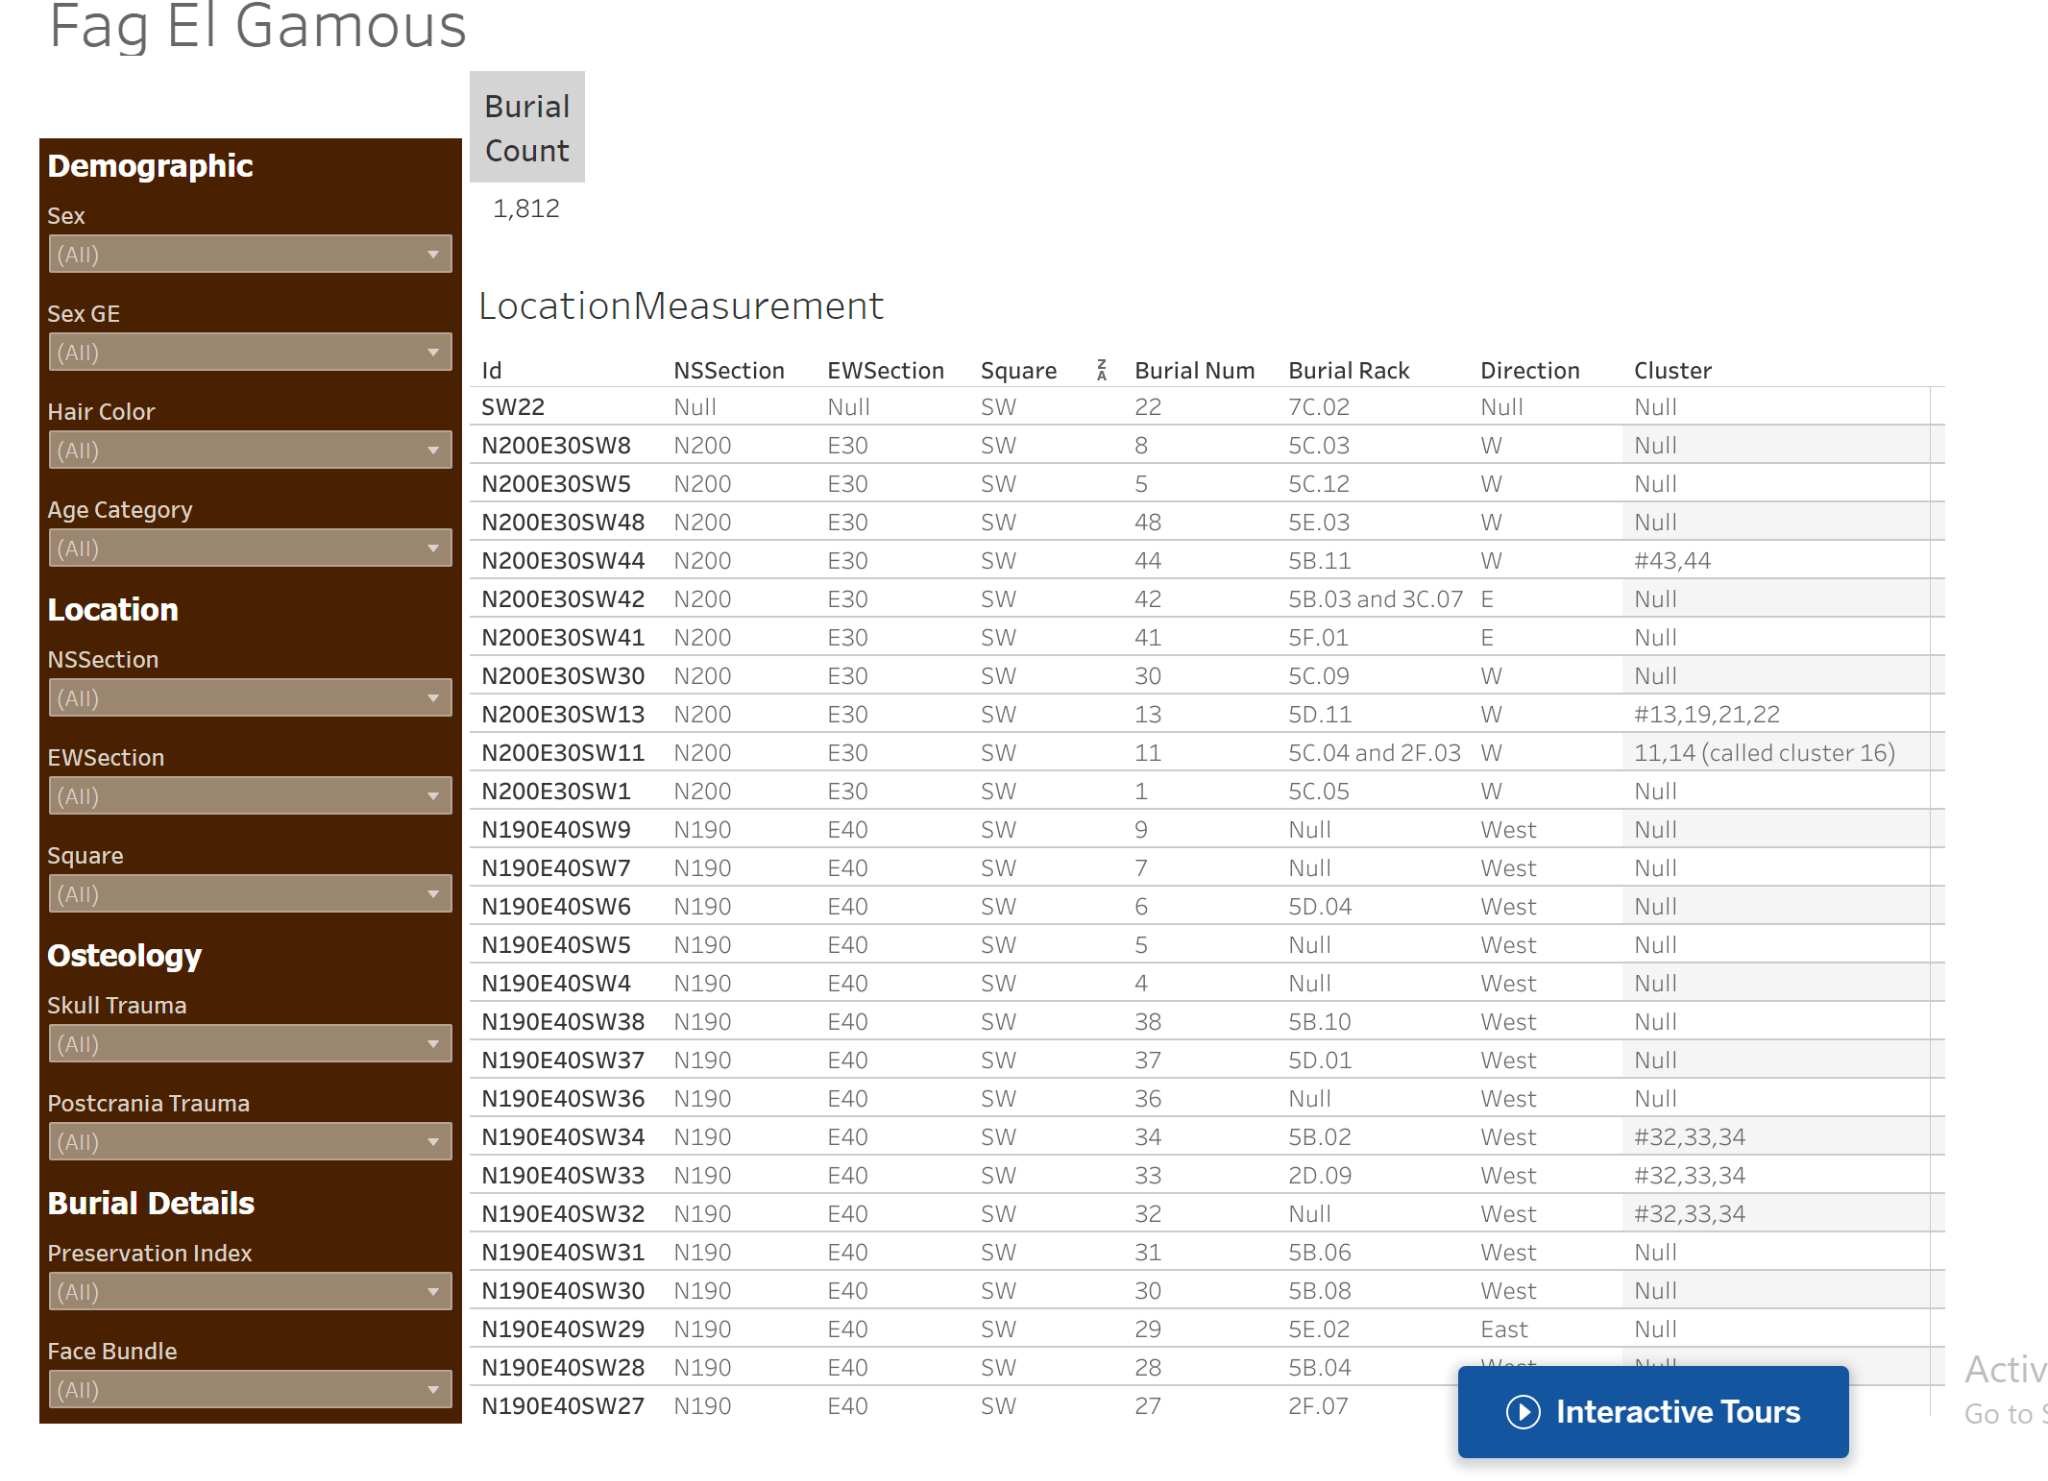 Fag El Gamous
Burial
Count
1,812
Demographic
Sex
(All)
Sex GE
(All)
Hair Color
(All)
Age Category
(All)
Location
NSSection
(All)
EWSection
(All)
Square
(All)
Osteology
Skull Trauma
(All)
Postcrania Trauma
(All)
Burial Details
Preservation Index
(All)
Face Bundle
(All)
LocationMeasurement
Id NSSection EWSection Square ZA Burial Num Burial Rack Direction Cluster
SW22 Null Null SW 22 7C.02 Null Null
N200E30SW8 N200 E30 SW 8 5C.03 W Null
N200E30SW5 N200 E30 SW 5 5C.12 W Null
N200E30SW48 N200 E30 SW 48 5E.03 W Null
N200E30SW44 N200 E30 SW 44 5B.11 W #43,44
N200E30SW42 N200 E30 SW 42 5B.03 and 3C.07 E Null
N200E30SW41 N200 E30 SW 41 5F.01 E Null
N200E30SW30 N200 E30 SW 30 5C.09 W Null
N200E30SW13 N200 E30 SW 13 5D.11 W #13,19,21,22
N200E30SW11 N200 E30 SW 11 5C.04 and 2F.03 W 11,14 (called cluster 16)
N200E30SW1 N200 E30 SW 1 5C.05 W Null
N190E40SW9 N190 E40 SW 9 Null West Null
N190E40SW7 N190 E40 SW 7 Null West Null
N190E40SW6 N190 E40 SW 6 5D.04 West Null
N190E40SW5 N190 E40 SW 5 Null West Null
N190E40SW4 N190 E40 SW 4 Null West Null
N190E40SW38 N190 E40 SW 38 5B.10 West Null
N190E40SW37 N190 E40 SW 37 5D.01 West Null
N190E40SW36 N190 E40 SW 36 Null West Null
N190E40SW34 N190 E40 SW 34 5B.02 West #32,33,34
N190E40SW33 N190 E40 SW 33 2D.09 West #32,33,34
N190E40SW32 N190 E40 SW 32 Null West #32,33,34
N190E40SW31 N190 E40 SW 31 5B.06 West Null
N190E40SW30 N190 E40 SW 30 5B.08 West Null
N190E40SW29 N190 E40 SW 29 5E.02 East Null
N190E40SW28 N190 E40 SW 28 5B.04 West Null
N190E40SW27 N190 E40 SW 27 2F.07
Interactive Tours
Activ
Go to S